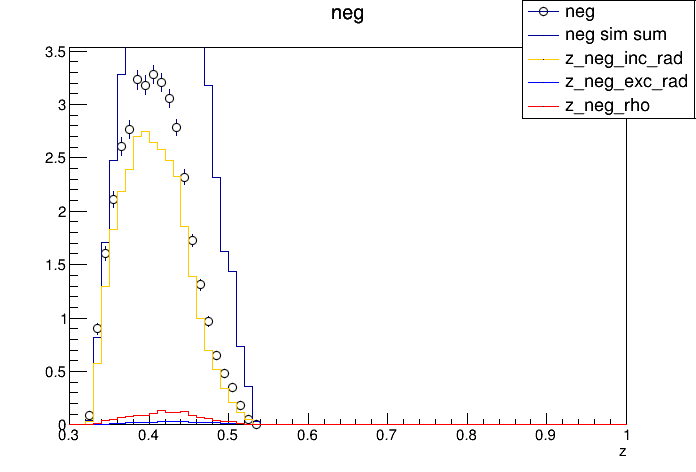 neg
neg
neg sim sum
z_neg_inc_rad
z_neg_exc_rad
z_neg_rho
3.5
3
2.5
2
1.5
1
0.5
0
0.3
0.4
0.5
0.6
0.7
0.8
0.9
1
z